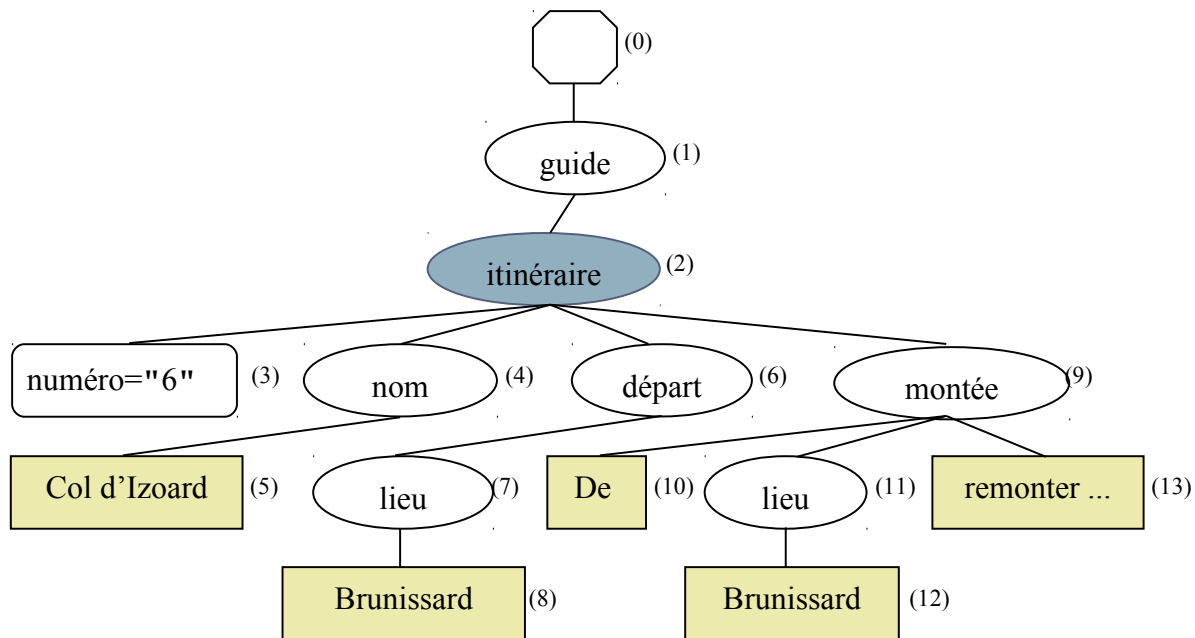 (0)
guide (1)
itinéraire (2)
numéro="6" (3) nom (4) départ (6) montée (9)
Col d’Izoard (5) lieu (7) De (10) lieu (11) remonter ... (13)
Brunissard (8) Brunissard (12)